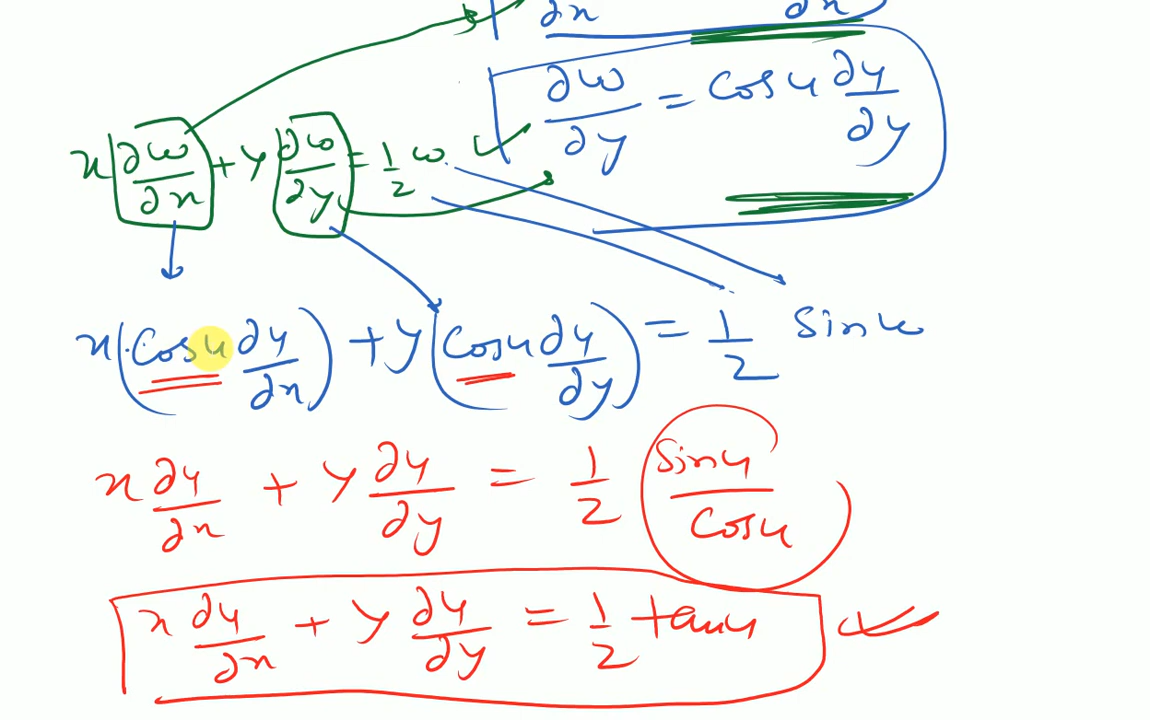 ∂x ∂x
∂w/∂y = Cos u ∂u/∂y
x ∂w/∂x + y ∂w/∂y = 1/2 w
x(Cos u ∂u/∂x) + y(Cos u ∂u/∂y) = 1/2 Sin u
x ∂u/∂x + y ∂u/∂y = 1/2 Sin u/Cos u
x ∂u/∂x + y ∂u/∂y = 1/2 tan u